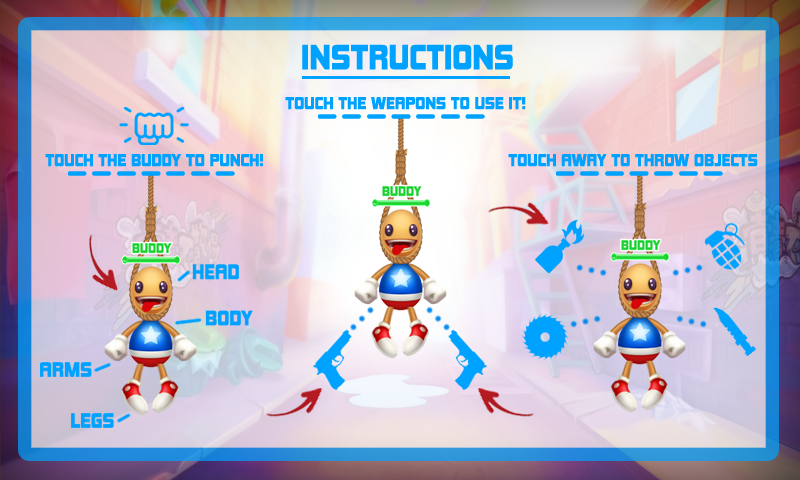 INSTRUCTIONS
TOUCH THE WEAPONS TO USE IT!
TOUCH THE BUDDY TO PUNCH!
TOUCH AWAY TO THROW OBJECTS
BUDDY
BUDDY
BUDDY
HEAD
BODY
ARMS
LEGS